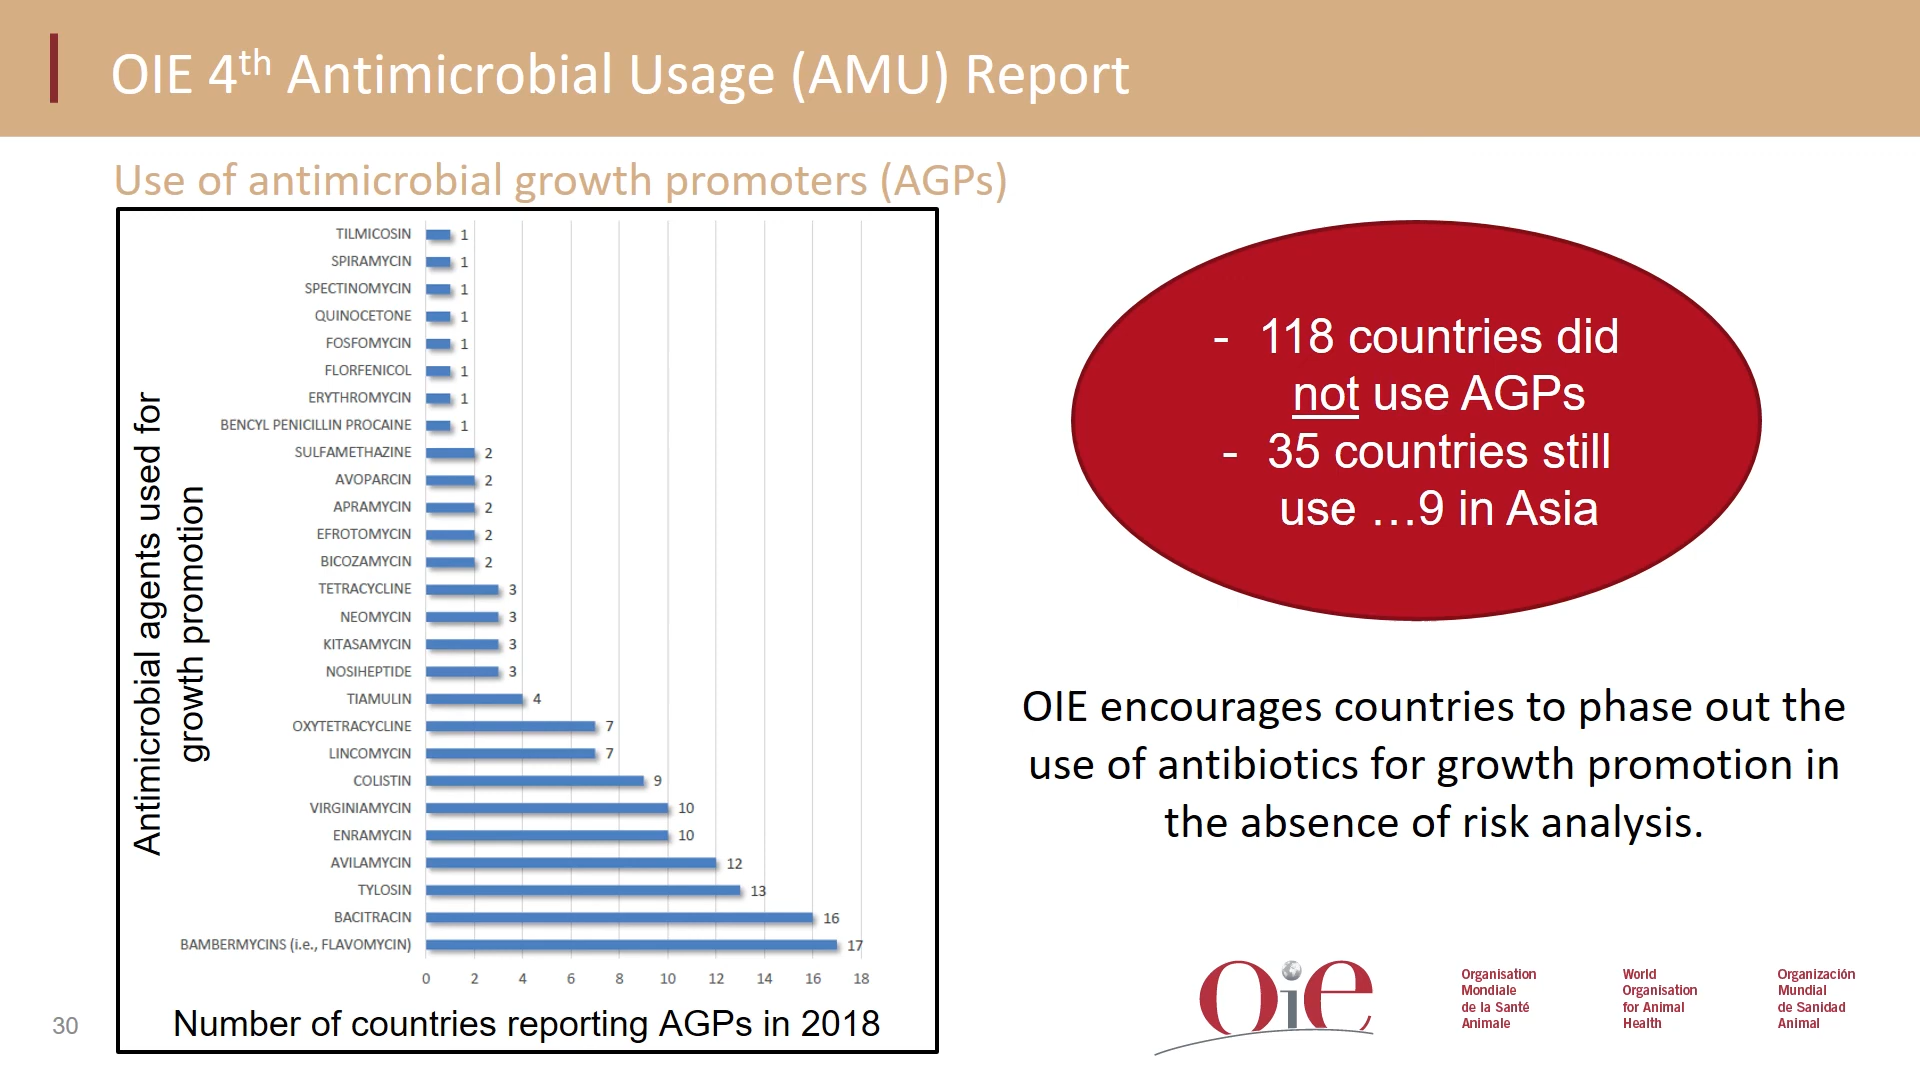 OIE 4th Antimicrobial Usage (AMU) Report
Use of antimicrobial growth promoters (AGPs)
Antimicrobial agents used for
growth promotion
TILMICOSIN 1
SPIRAMYCIN 1
SPECTINOMYCIN 1
QUINOCETONE 1
FOSFOMYCIN 1
FLORFENICOL 1
ERYTHROMYCIN 1
BENCYL PENICILLIN PROCAINE 1
SULFAMETHAZINE 2
AVOPARCIN 2
APRAMYCIN 2
EFROTOMYCIN 2
BICOZAMYCIN 2
TETRACYCLINE 3
NEOMYCIN 3
KITASAMYCIN 3
NOSIHEPTIDE 3
TIAMULIN 4
OXYTETRACYCLINE 7
LINCOMYCIN 7
COLISTIN 9
VIRGINIAMYCIN 10
ENRAMYCIN 10
AVILAMYCIN 12
TYLOSIN 13
BACITRACIN 16
BAMBERMYCINS (i.e., FLAVOMYCIN) 17
0 2 4 6 8 10 12 14 16 18
Number of countries reporting AGPs in 2018
- 118 countries did
not use AGPs
- 35 countries still
use ...9 in Asia
OIE encourages countries to phase out the
use of antibiotics for growth promotion in
the absence of risk analysis.
oie
Organisation
Mondiale
de la Santé
Animale
World
Organisation
for Animal
Health
Organización
Mundial
de Sanidad
Animal
30